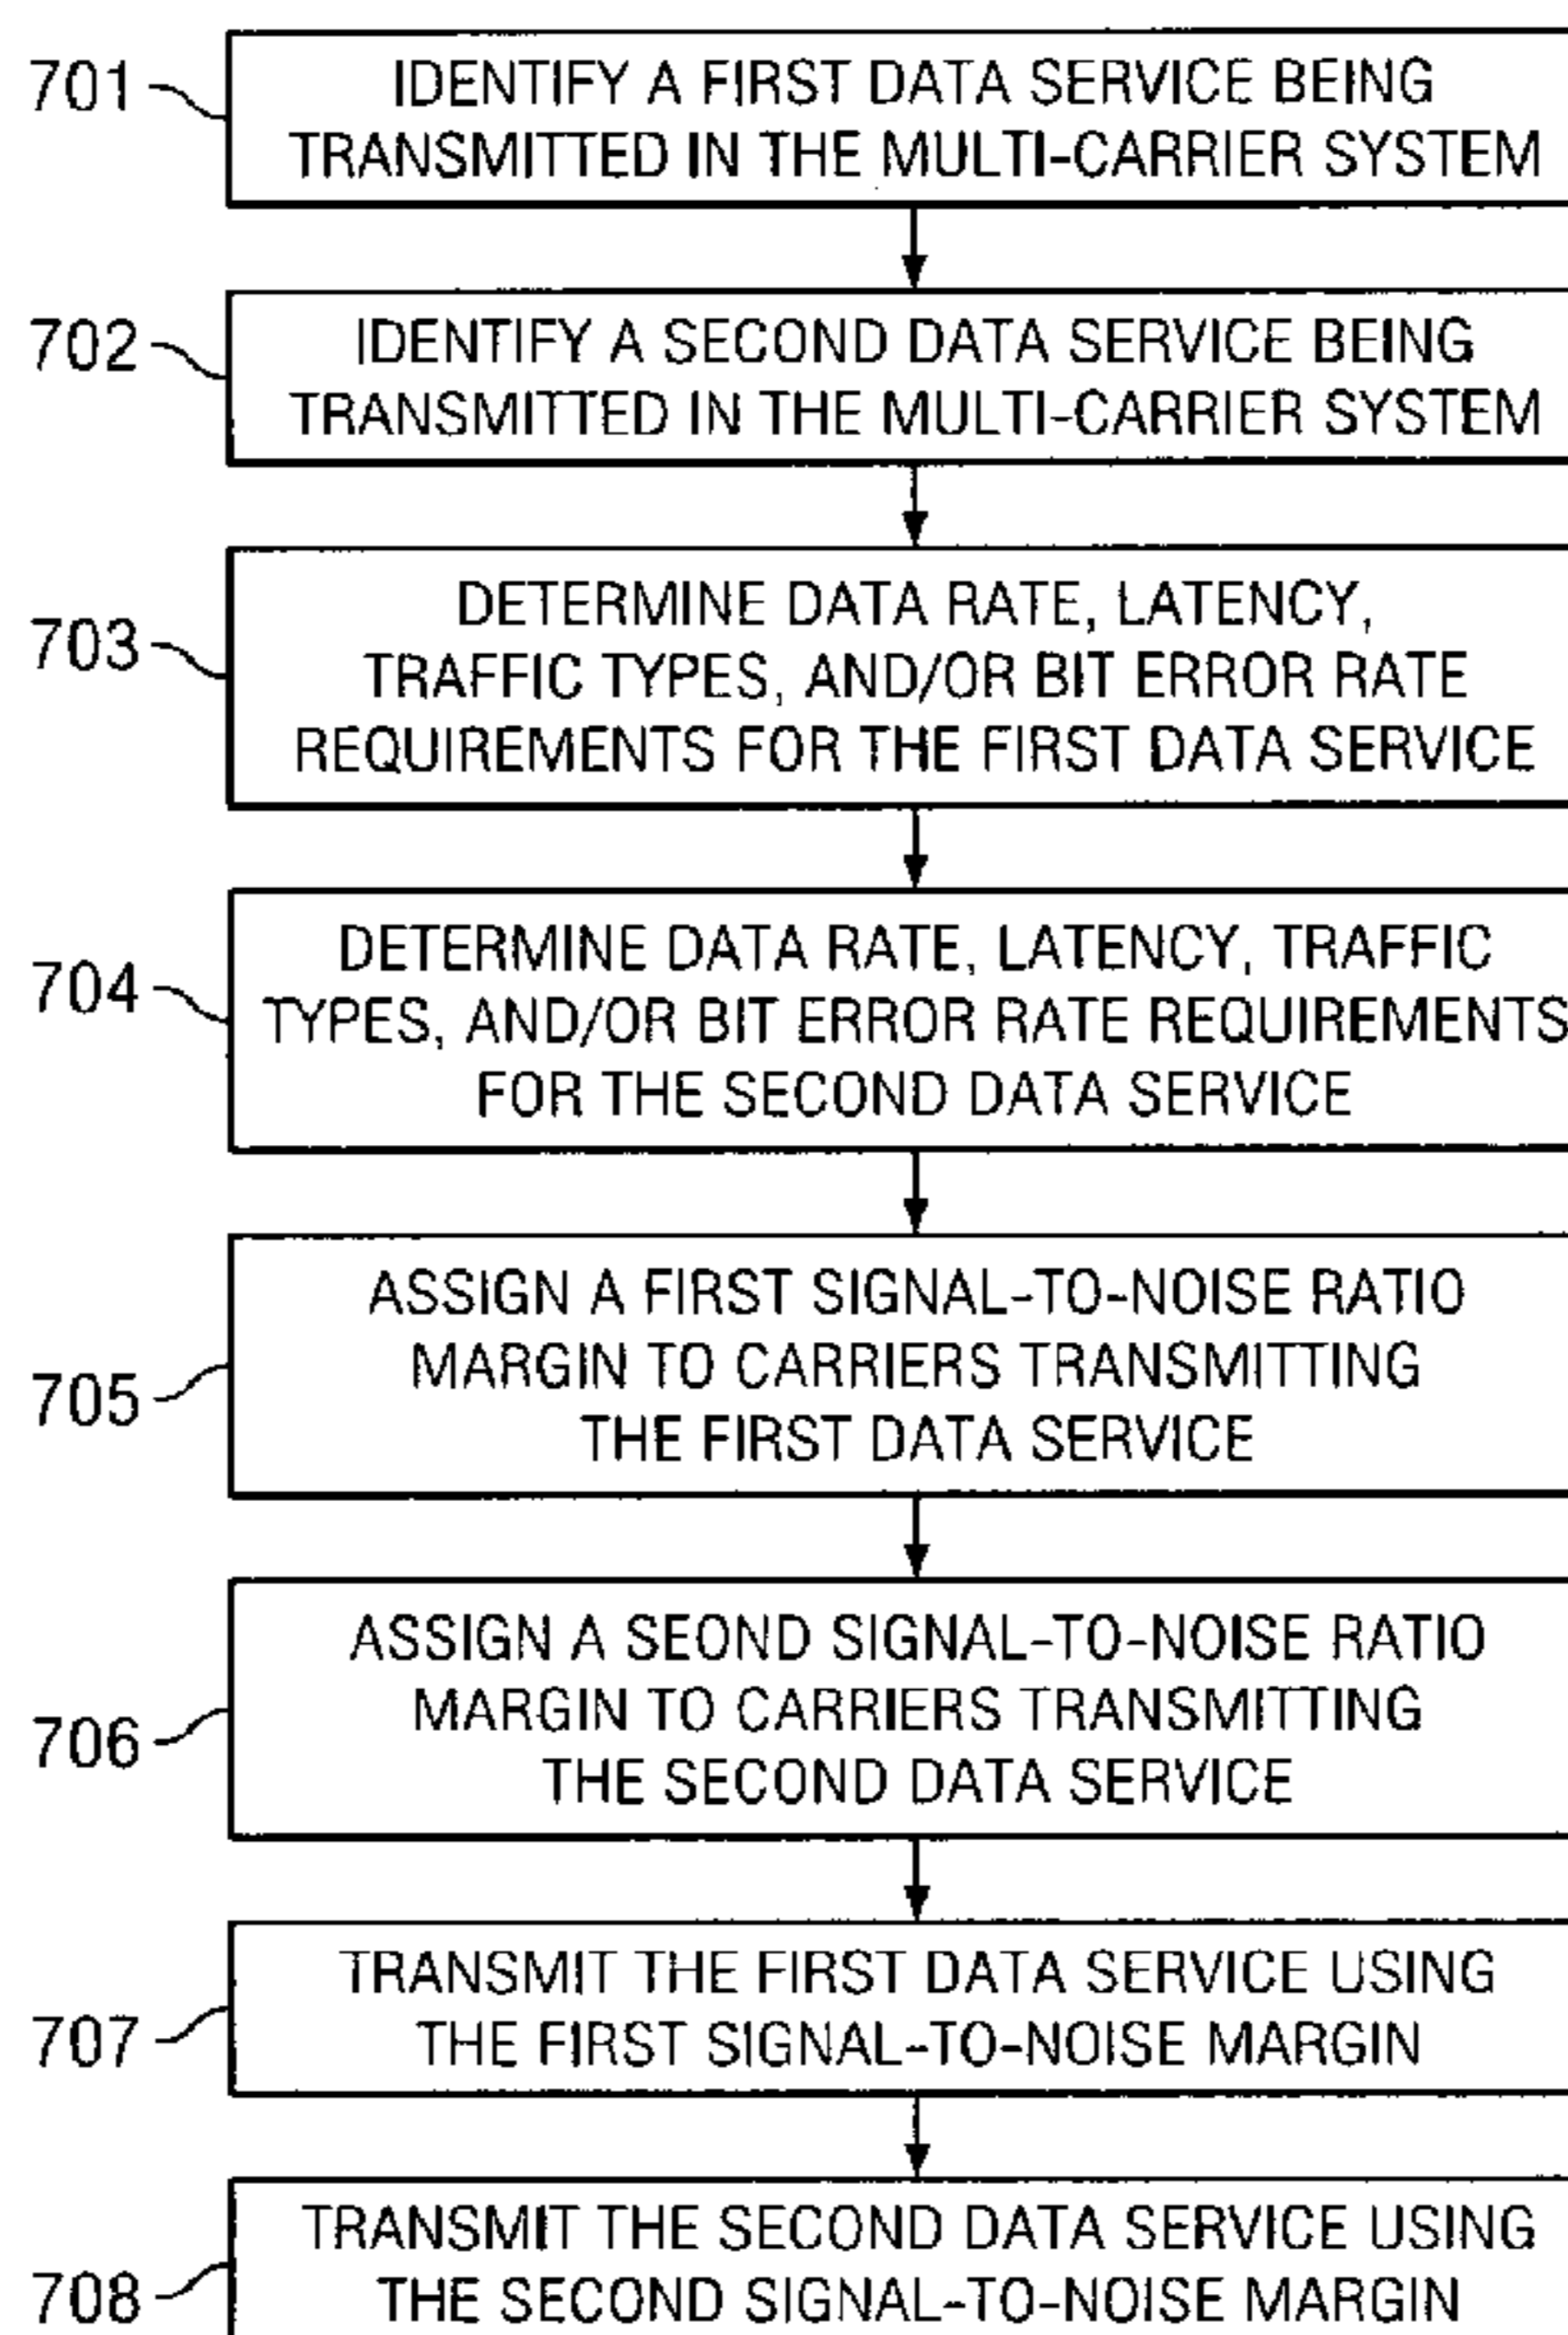 701
IDENTIFY A FIRST DATA SERVICE BEING
TRANSMITTED IN THE MULTI-CARRIER SYSTEM
702
IDENTIFY A SECOND DATA SERVICE BEING
TRANSMITTED IN THE MULTI-CARRIER SYSTEM
703
DETERMINE DATA RATE, LATENCY,
TRAFFIC TYPES, AND/OR BIT ERROR RATE
REQUIREMENTS FOR THE FIRST DATA SERVICE
704
DETERMINE DATA RATE, LATENCY, TRAFFIC
TYPES, AND/OR BIT ERROR RATE REQUIREMENTS
FOR THE SECOND DATA SERVICE
705
ASSIGN A FIRST SIGNAL-TO-NOISE RATIO
MARGIN TO CARRIERS TRANSMITTING
THE FIRST DATA SERVICE
706
ASSIGN A SEOND SIGNAL-TO-NOISE RATIO
MARGIN TO CARRIERS TRANSMITTING
THE SECOND DATA SERVICE
707
TRANSMIT THE FIRST DATA SERVICE USING
THE FIRST SIGNAL-TO-NOISE MARGIN
708
TRANSMIT THE SECOND DATA SERVICE USING
THE SECOND SIGNAL-TO-NOISE MARGIN